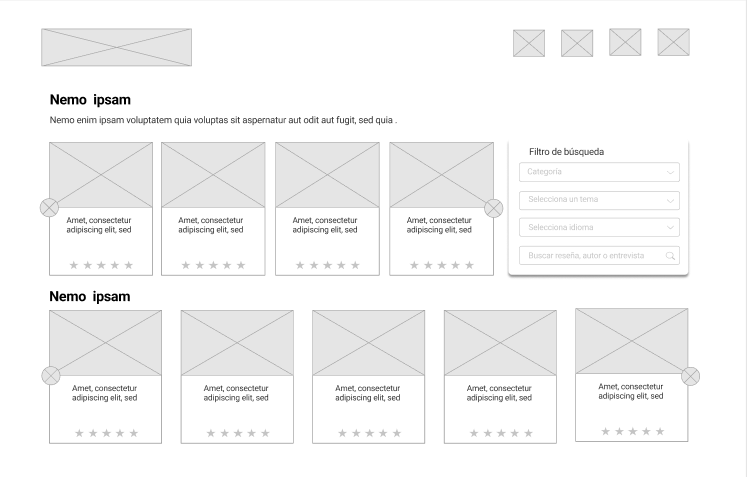 Nemo ipsam
Nemo enim ipsam voluptatem quia voluptas sit aspernatur aut odit aut fugit, sed quia .
Amet, consectetur
adipiscing elit, sed
Amet, consectetur
adipiscing elit, sed
Amet, consectetur
adipiscing elit, sed
Amet, consectetur
adipiscing elit, sed
Filtro de búsqueda
Categoría
Selecciona un tema
Selecciona idioma
Buscar reseña, autor o entrevista
Nemo ipsam
Amet, consectetur
adipiscing elit, sed
Amet, consectetur
adipiscing elit, sed
Amet, consectetur
adipiscing elit, sed
Amet, consectetur
adipiscing elit, sed
Amet, consectetur
adipiscing elit, sed